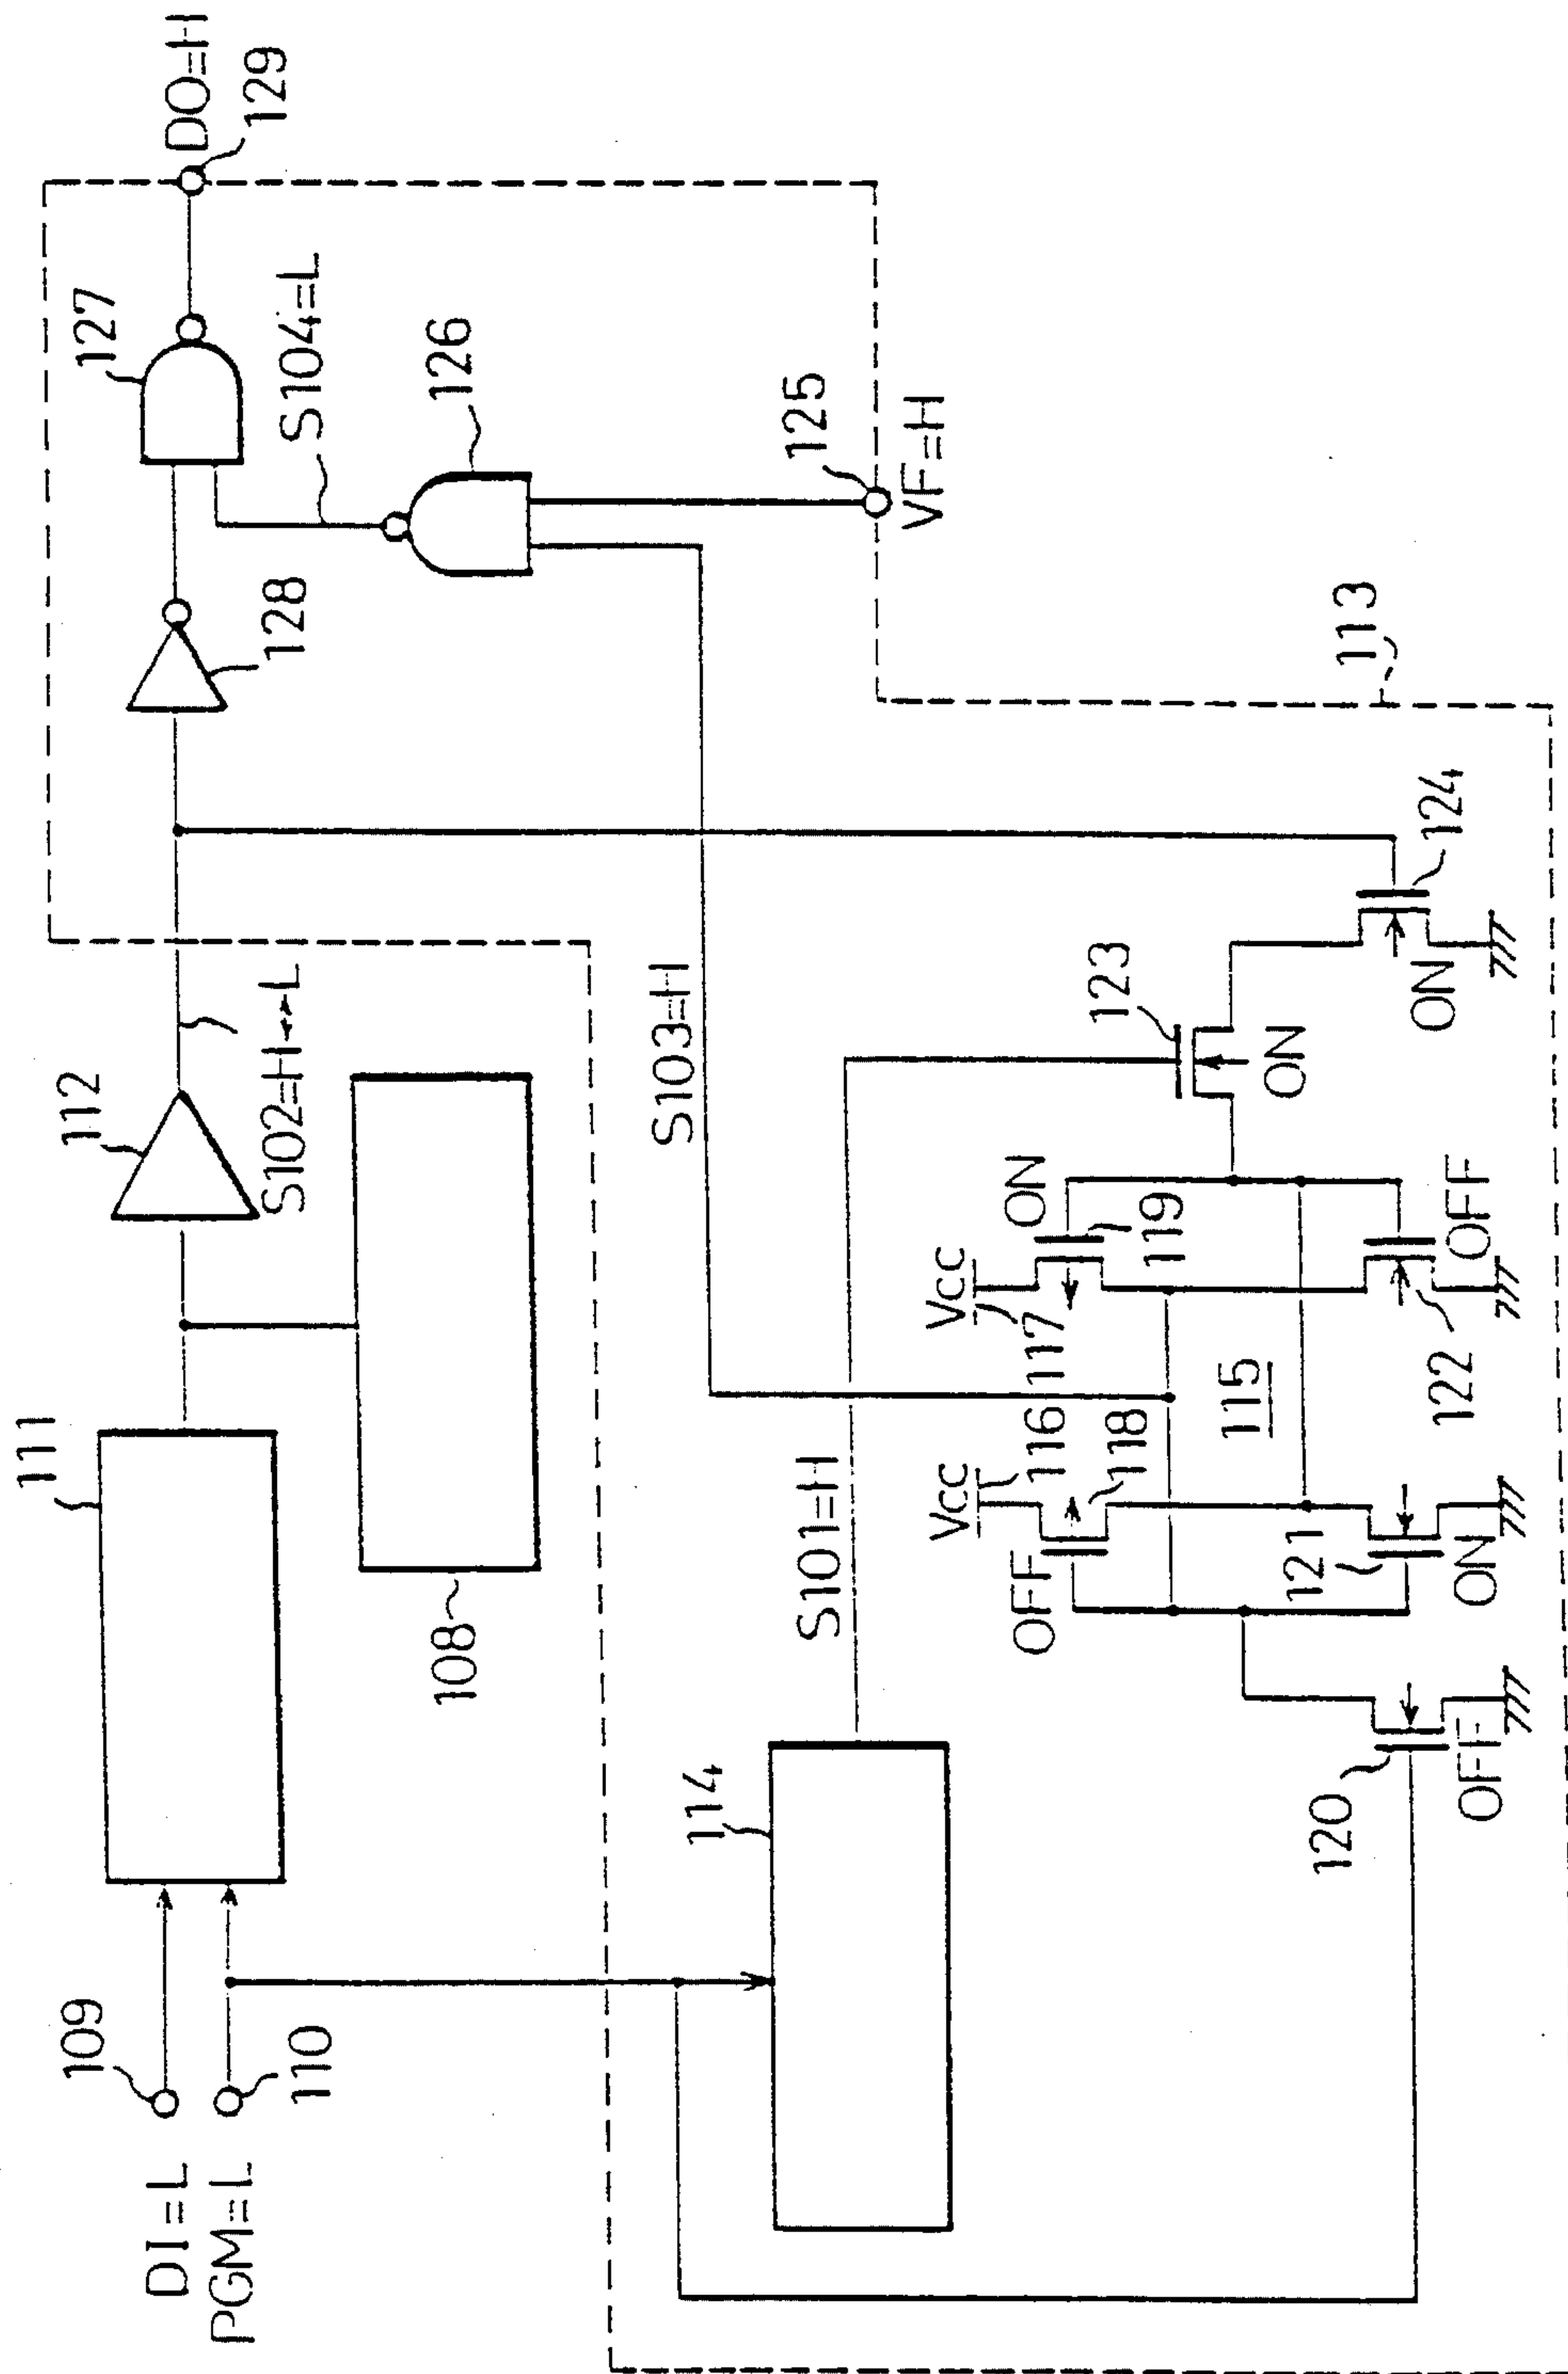 DI=L
PGM=L
109
110
111
108
112
S102=H↔L
128
127
S104=L
126
125
VF=H
DO=H
129
113
114
S101=H
S103=H
OFF
Vcc
116
118
Vcc
117
ON
119
115
123
ON
120
OFF
121
ON
122
OFF
ON
124